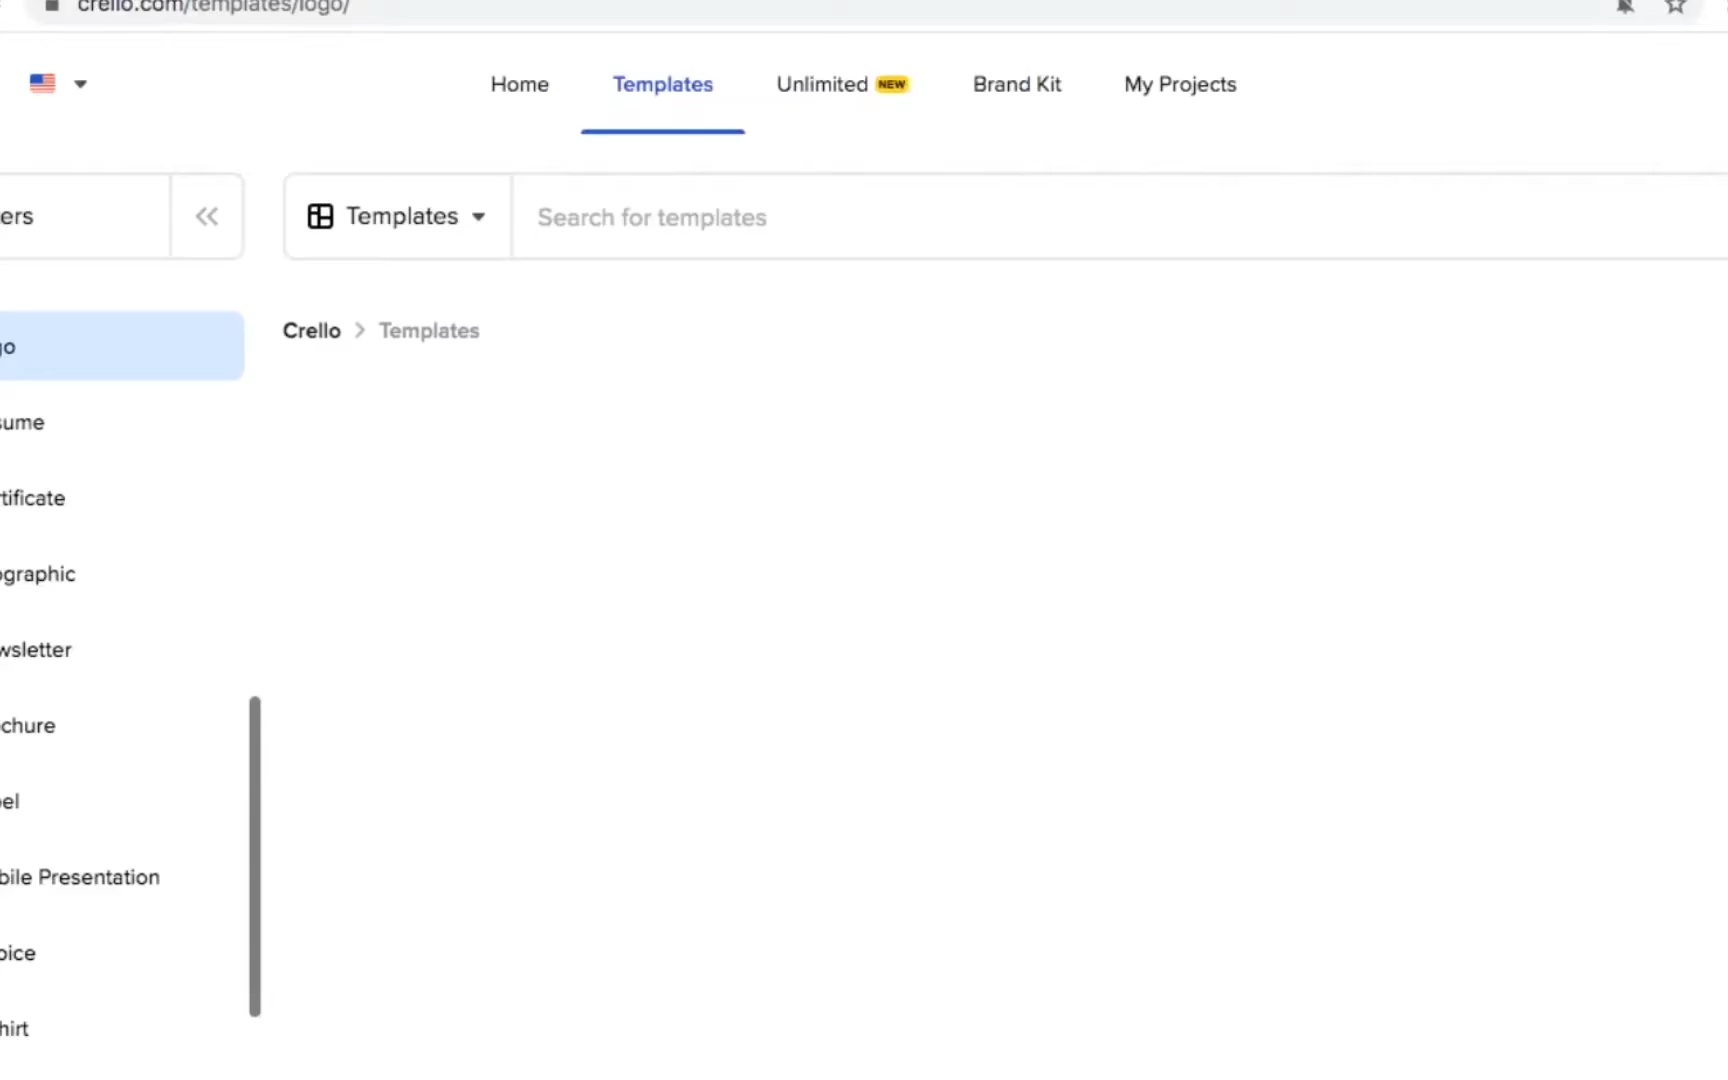 crello.com/templates/logo/
Home Templates Unlimited NEW Brand Kit My Projects
ers
Templates Search for templates
Crello > Templates
go
sume
tificate
ographic
wsletter
chure
el
bile Presentation
oice
hirt